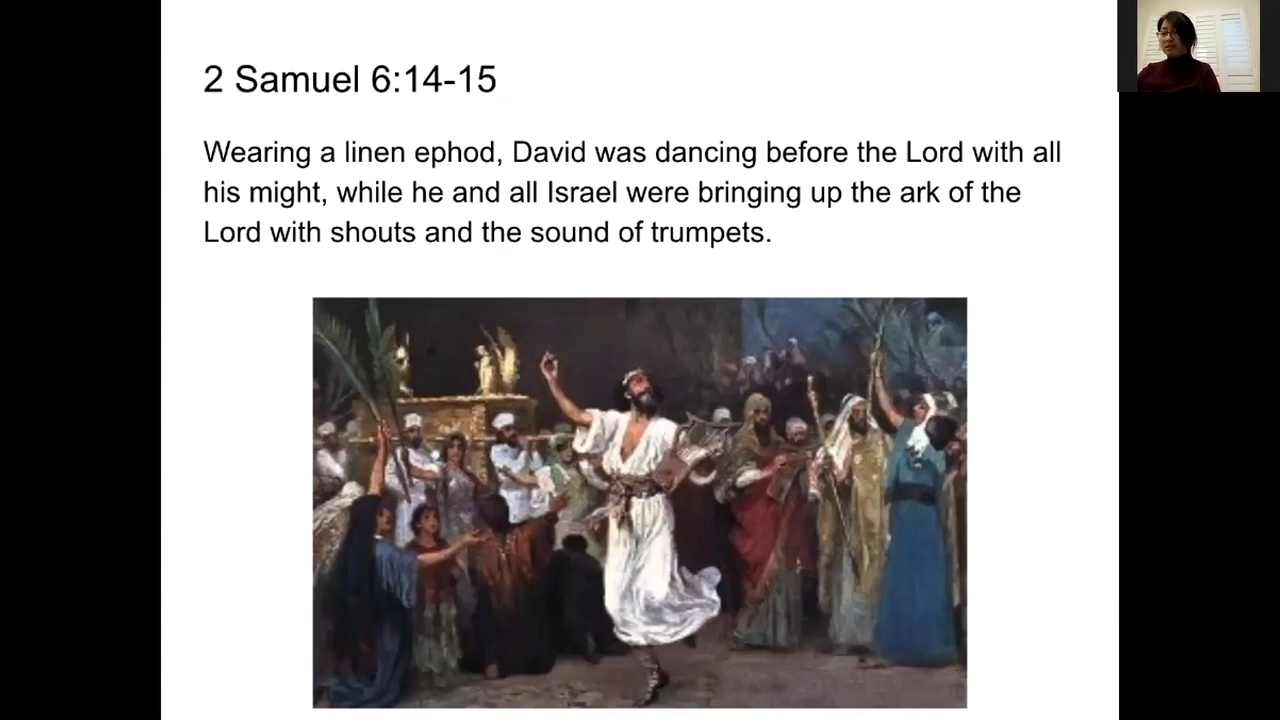 2 Samuel 6:14-15
Wearing a linen ephod, David was dancing before the Lord with all
his might, while he and all Israel were bringing up the ark of the
Lord with shouts and the sound of trumpets.